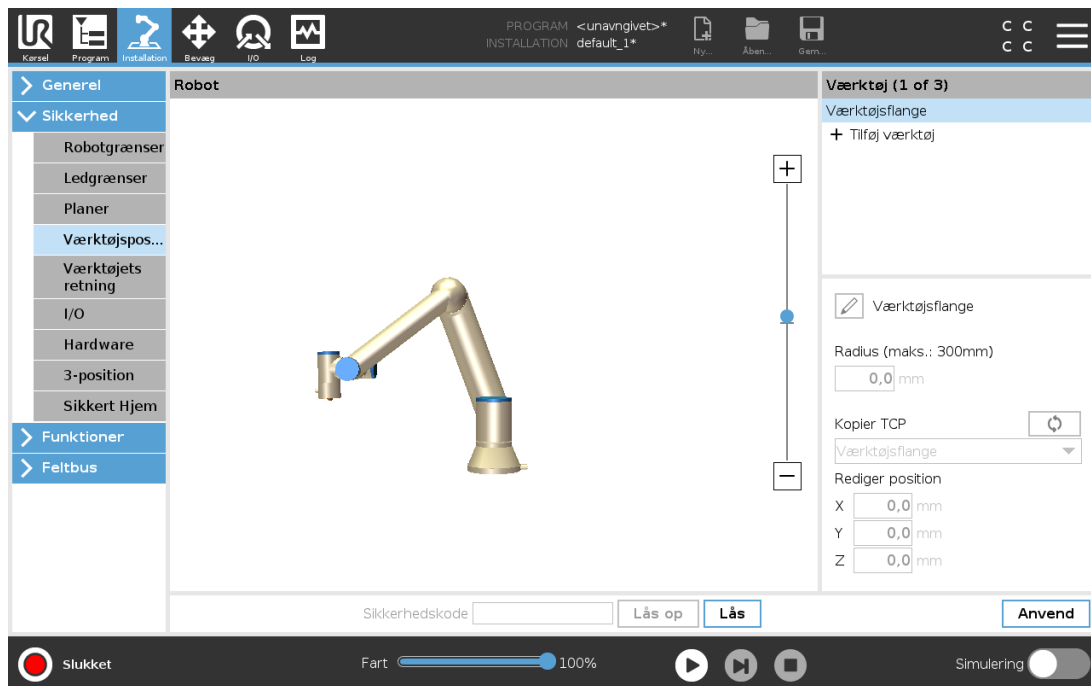 PROGRAM <unavngivet>*
INSTALLATION default_1*
C C
C C
Kørsel
Program
Installation
Bevæg
I/O
Log
Ny...
Åben...
Gem...
Generel
Sikkerhed
Robotgrænser
Ledgrænser
Planer
Værktøjspos...
Værktøjets
retning
I/O
Hardware
3-position
Sikkert Hjem
Funktioner
Feltbus
Robot
Værktøj (1 of 3)
Værktøjsflange
+ Tilføj værktøj
Værktøjsflange
Radius (maks.: 300mm)
0,0 mm
Kopier TCP
Værktøjsflange
Rediger position
X 0,0 mm
Y 0,0 mm
Z 0,0 mm
Sikkerhedskode
Lås op
Lås
Anvend
Slukket
Fart
100%
Simulering